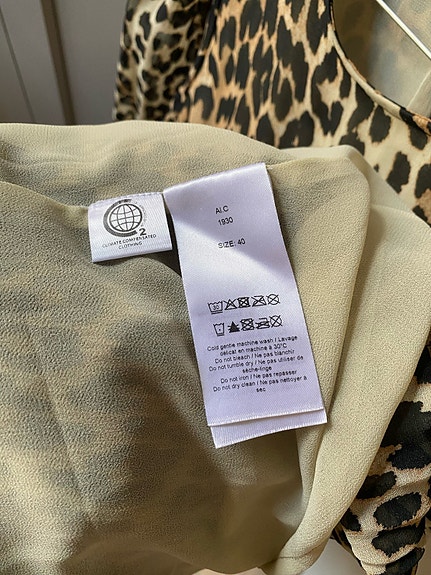 2
CLIMATE COMPENSATED
CLOTHING
AI.C
1930
SIZE: 40
30
Cold gentle machine wash / Lavage
délicat en machine à 30°C
Do not bleach / Ne pas blanchir
Do not tumble dry / Ne pas utiliser de
sèche-linge
Do not iron / Ne pas repasser
Do not dry clean / Ne pas nettoyer à
sec